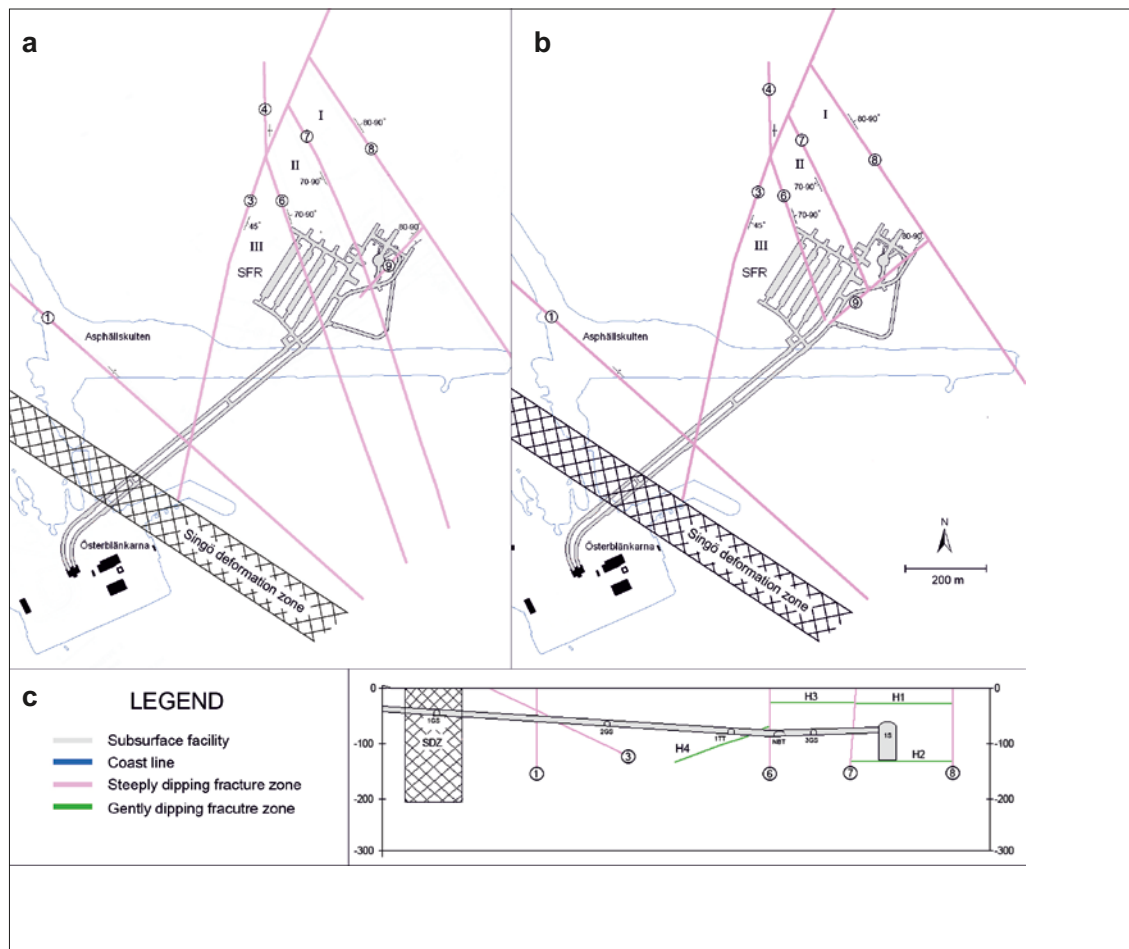 a
4
I
80-90°
7
8
II
70-90°
3
6
70-90°
45°
80-90°
III
SFR
9
1
Asphällskulten
Österblänkarna
Singö deformation zone
b
4
I
80-90°
7
8
II
70-90°
3
6
70-90°
45°
80-90°
III
SFR
9
1
Asphällskulten
N
200 m
Österblänkarna
Singö deformation zone
c
LEGEND
Subsurface facility
Coast line
Steeply dipping fracture zone
Gently dipping fracutre zone
0
-100
-200
-300
1GS
SDZ
1
2GS
3
H4
1TT
NBT
3GS
H3
H1
1S
H2
6
7
8
0
-100
-200
-300